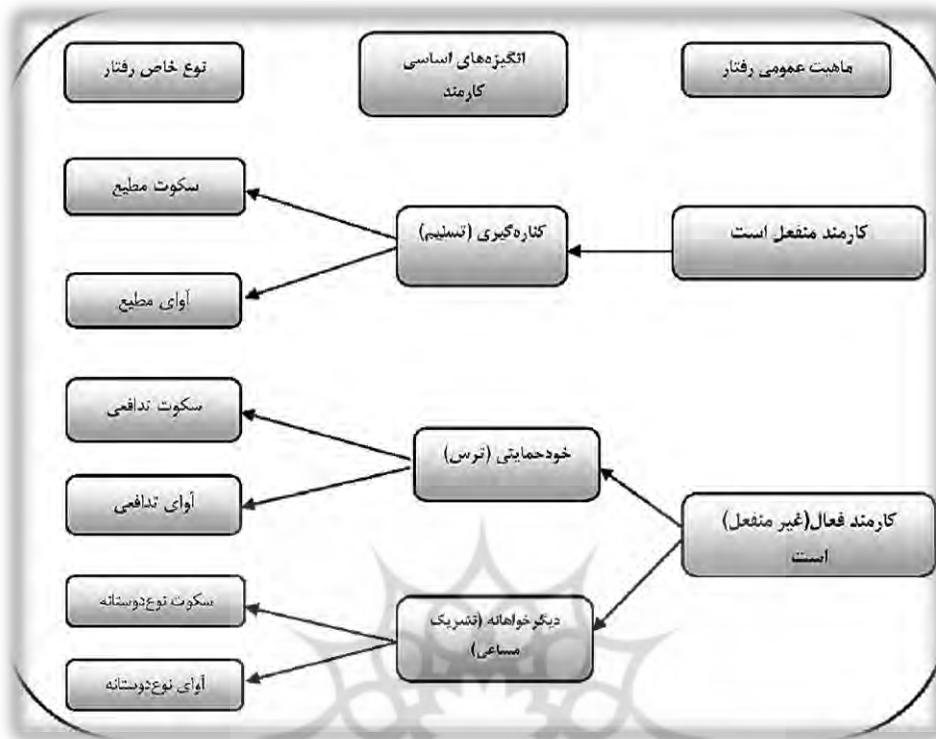 ماهیت عمومی رفتار
انگیزه‌های اساسی
کارمند
نوع خاص رفتار
کارمند منفعل است
کناره‌گیری (تسلیم)
سکوت مطیع
آوای مطیع
کارمند فعال(غیر منفعل)
است
خودحمایتی (ترس)
سکوت تدافعی
آوای تدافعی
دیگرخواهانه (تشریک
مساعی)
سکوت نوع‌دوستانه
آوای نوع‌دوستانه